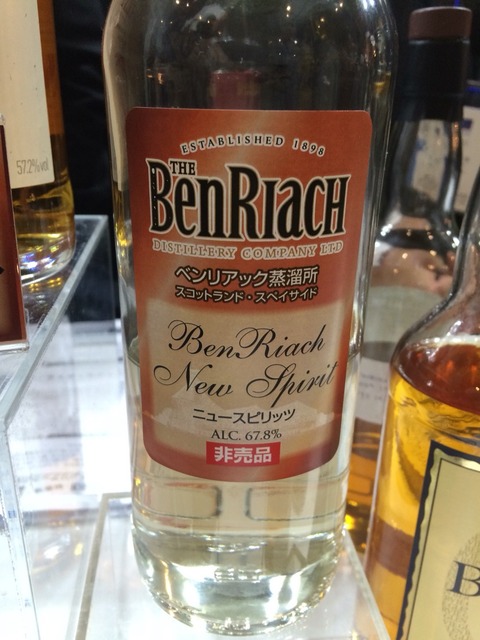 57.2%vol
ESTABLISHED 1898
THE
BENRIACH
DISTILLERY COMPANY LTD
ベンリアック蒸溜所
スコットランド・スペイサイド
BenRiach
New Spirit
ニュースピリッツ
ALC. 67.8%
非売品
B